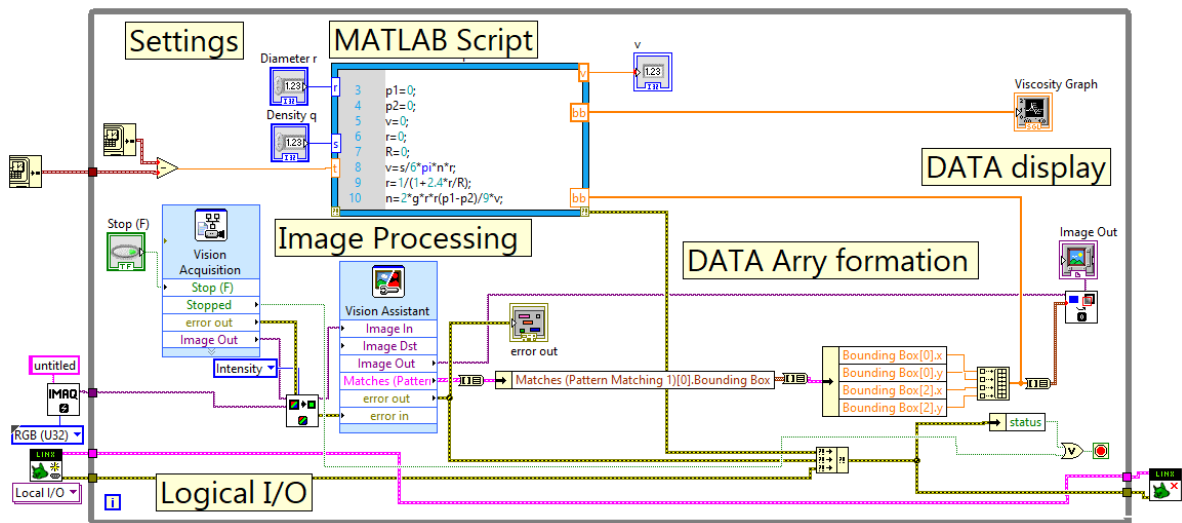 Settings
MATLAB Script
Diameter r
1.23
r
Density q
1.23
s
t
3 p1=0;
4 p2=0;
5 v=0;
6 r=0;
7 R=0;
8 v=s/6*pi*n*r;
9 r=1/(1+2.4*r/R);
10 n=2*g*r*r(p1-p2)/9*v;
v
bb
bb
v
1.23
Viscosity Graph
DATA display
Stop (F)
TF
Vision
Acquisition
Stop (F)
Stopped
error out
Image Out
Image Processing
Vision Assistant
Image In
Image Dst
Image Out
Matches (Pattern
error out
error in
error out
DATA Arry formation
Image Out
Intensity
untitled
IMAQ
RGB (U32)
Matches (Pattern Matching 1)[0].Bounding Box
Bounding Box[0].x
Bounding Box[0].y
Bounding Box[2].x
Bounding Box[2].y
status
LINX
Local I/O
i
Logical I/O
LINX